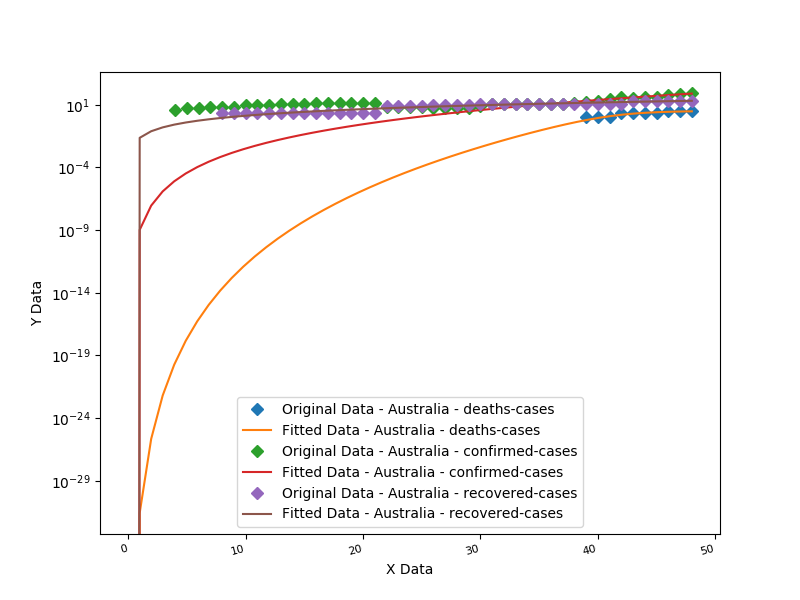 10^1
10^-4
10^-9
10^-14
10^-19
10^-24
10^-29
Y Data
Original Data - Australia - deaths-cases
Fitted Data - Australia - deaths-cases
Original Data - Australia - confirmed-cases
Fitted Data - Australia - confirmed-cases
Original Data - Australia - recovered-cases
Fitted Data - Australia - recovered-cases
0 10 20 30 40 50
X Data